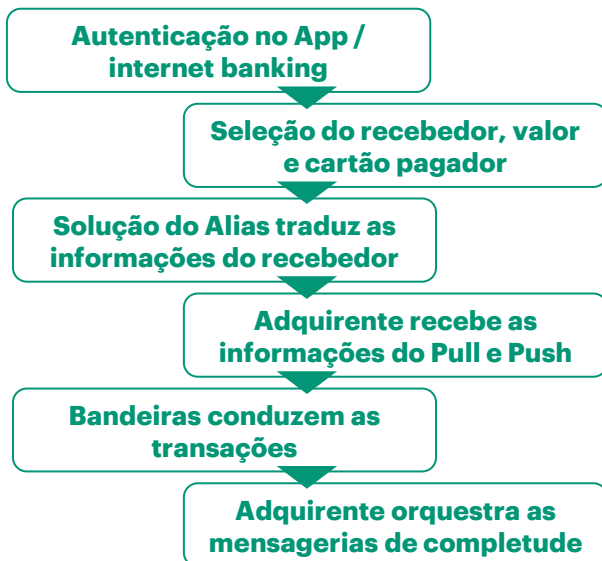 Autenticação no App /
internet banking
Seleção do recebedor, valor
e cartão pagador
Solução do Alias traduz as
informações do recebedor
Adquirente recebe as
informações do Pull e Push
Bandeiras conduzem as
transações
Adquirente orquestra as
mensagerias de completude